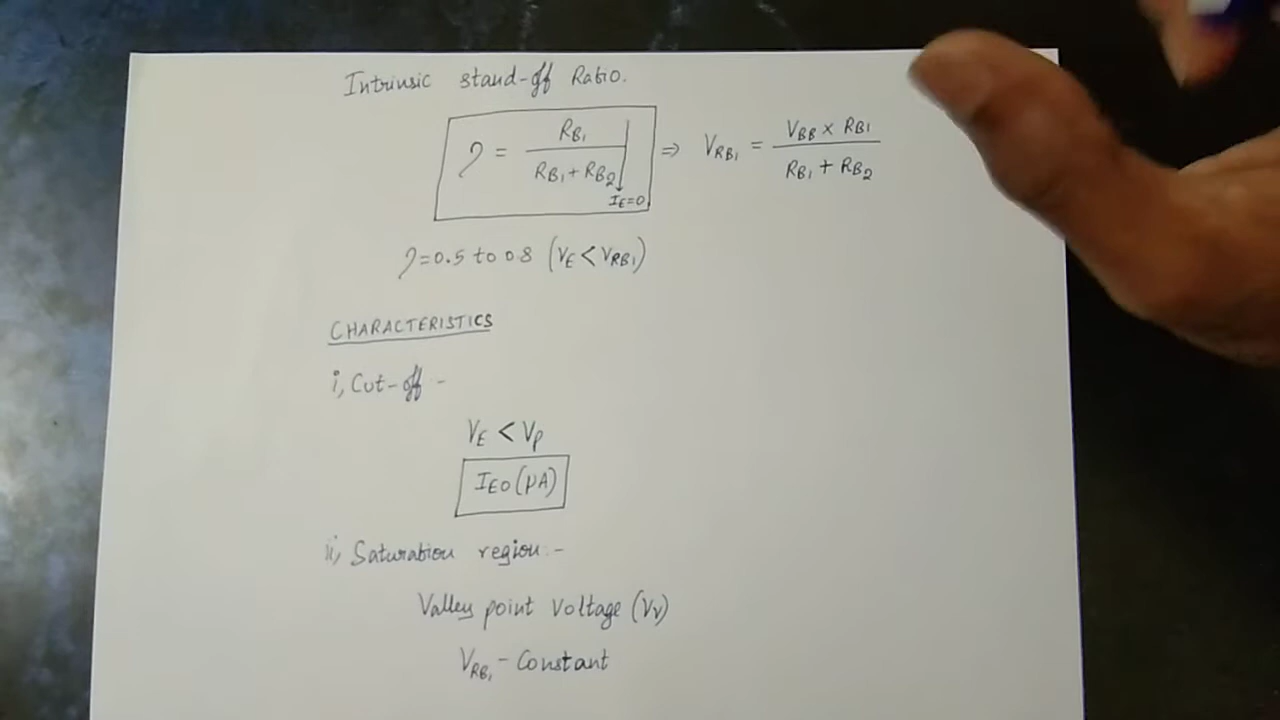 Intrinsic stand-off Ratio.
η = RB1 / RB1 + RB2 | IE=0 ⇒ VRB1 = VBB × RB1 / RB1 + RB2
η=0.5 to 0.8 (VE < VRB1)
CHARACTERISTICS
i, Cut-off -
VE < Vp
IEO (µA)
ii, Saturation region :-
Valley point Voltage (Vv)
VRB1 - Constant